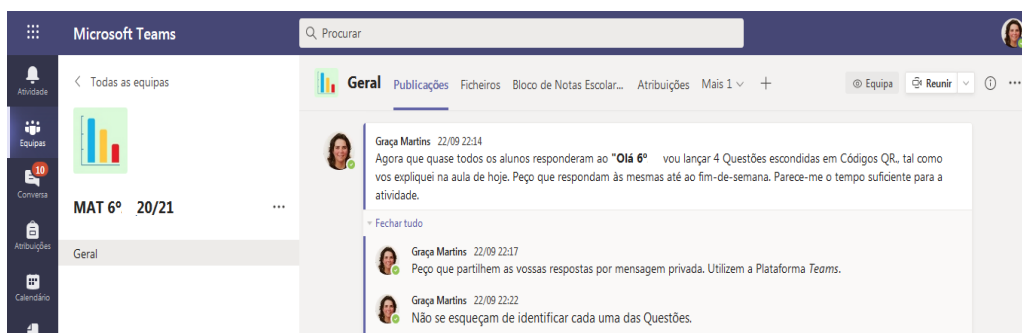 Microsoft Teams
Procurar
Atividade
Equipas
10
Conversa
Atribuições
Calendário
Todas as equipas
MAT 6º 20/21
...
Geral
Geral Publicações Ficheiros Bloco de Notas Escolar... Atribuições Mais 1
Equipa
Reunir
...
Graça Martins 22/09 22:14
Agora que quase todos os alunos responderam ao "Olá 6º vou lançar 4 Questões escondidas em Códigos QR., tal como
vos expliquei na aula de hoje. Peço que respondam às mesmas até ao fim-de-semana. Parece-me o tempo suficiente para a
atividade.
Fechar tudo
Graça Martins 22/09 22:17
Peço que partilhem as vossas respostas por mensagem privada. Utilizem a Plataforma Teams.
Graça Martins 22/09 22:22
Não se esqueçam de identificar cada uma das Questões.